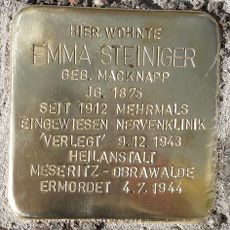 HIER WOHNTE
EMMA STEINIGER
GEB. MACKNAPP
JG. 1875
SEIT 1912 MEHRMALS
EINGEWIESEN NERVENKLINIK
'VERLEGT' 9.12.1943
HEILANSTALT
MESERITZ-OBRAWALDE
ERMORDET 4.7.1944